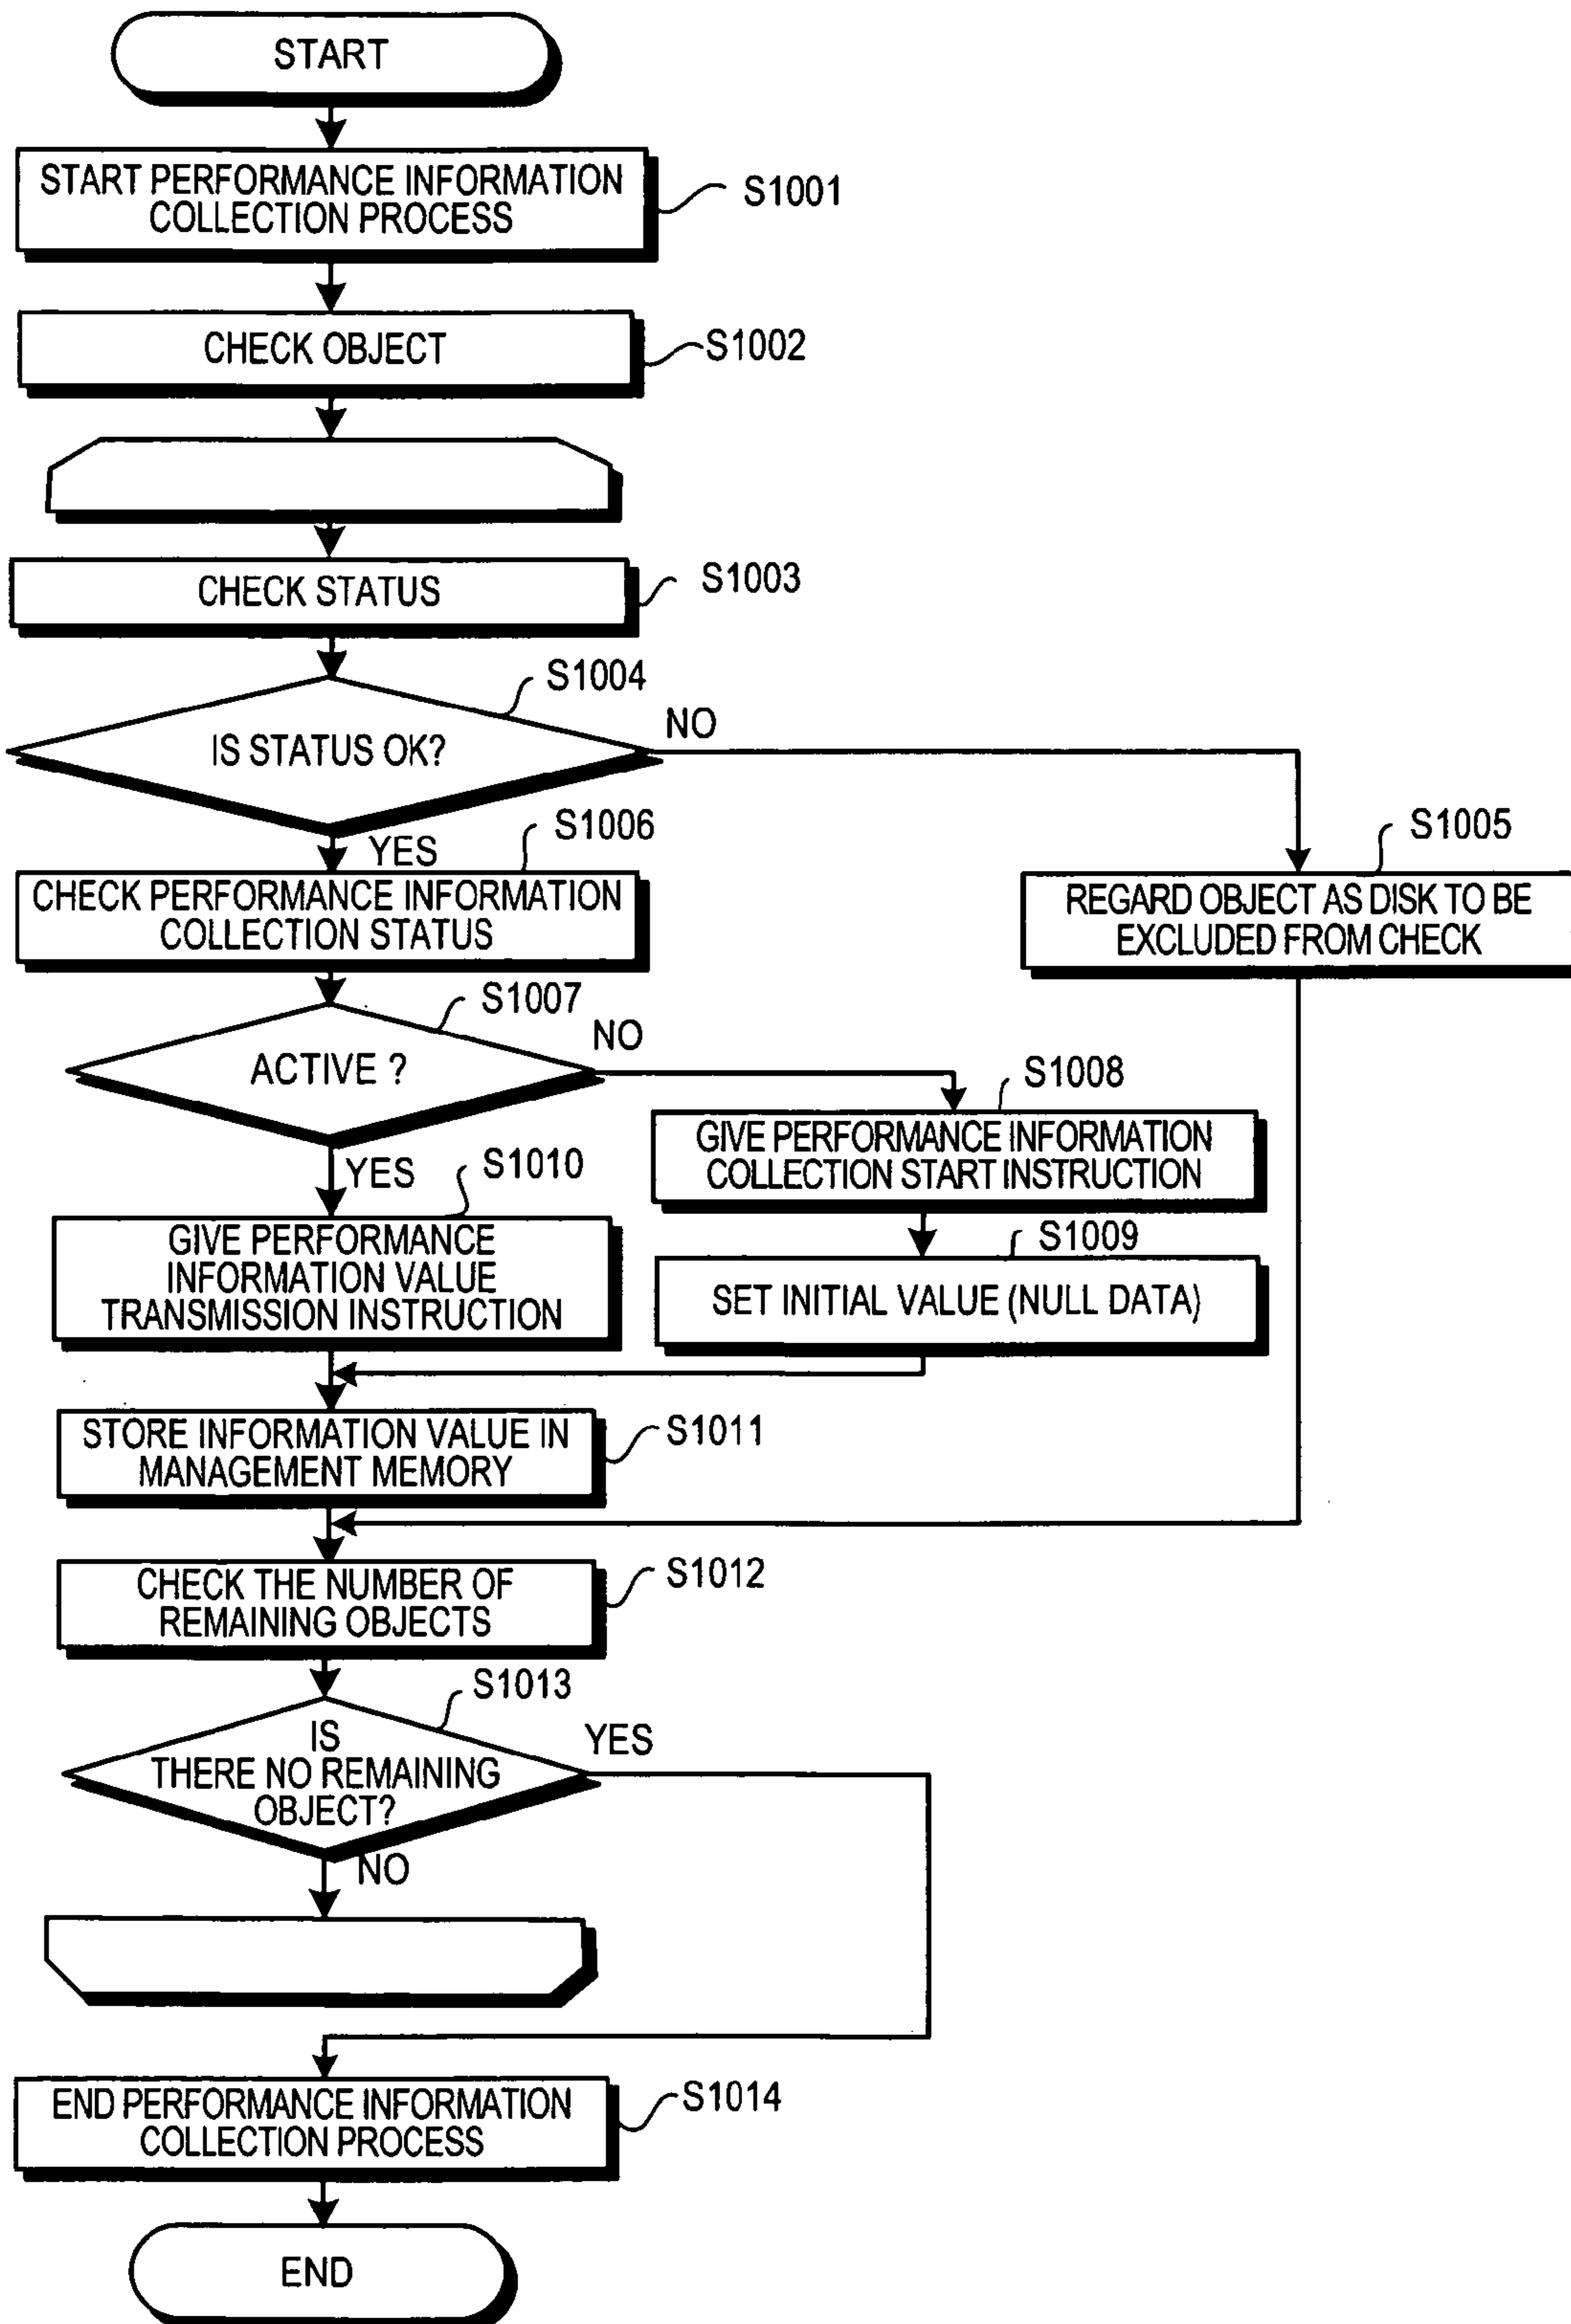 START
START PERFORMANCE INFORMATION
COLLECTION PROCESS
S1001
CHECK OBJECT
S1002
CHECK STATUS
S1003
S1004
IS STATUS OK?
NO
YES
S1006
S1005
CHECK PERFORMANCE INFORMATION
COLLECTION STATUS
REGARD OBJECT AS DISK TO BE
EXCLUDED FROM CHECK
S1007
ACTIVE ?
NO
YES
S1008
GIVE PERFORMANCE INFORMATION
COLLECTION START INSTRUCTION
S1010
GIVE PERFORMANCE
INFORMATION VALUE
TRANSMISSION INSTRUCTION
S1009
SET INITIAL VALUE (NULL DATA)
STORE INFORMATION VALUE IN
MANAGEMENT MEMORY
S1011
CHECK THE NUMBER OF
REMAINING OBJECTS
S1012
S1013
IS
THERE NO REMAINING
OBJECT?
YES
NO
END PERFORMANCE INFORMATION
COLLECTION PROCESS
S1014
END